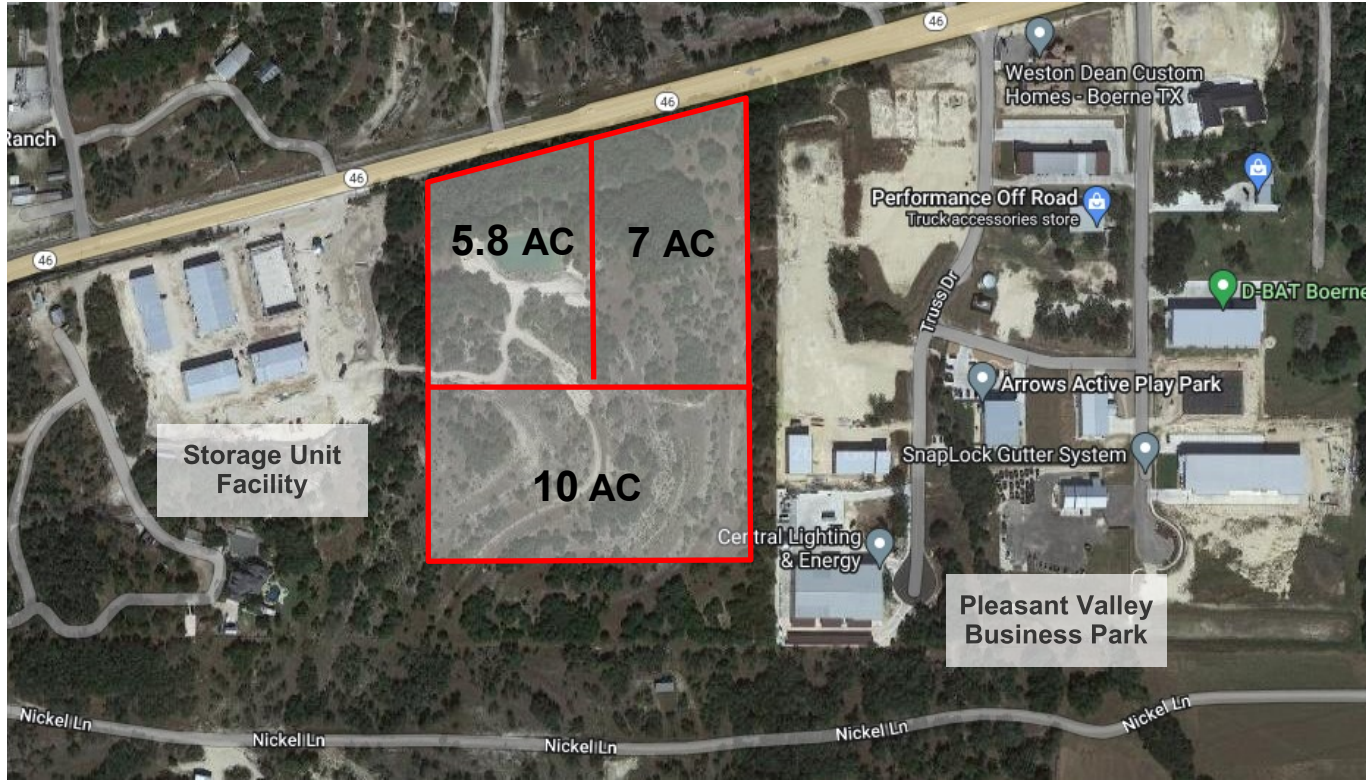 46
Weston Dean Custom
Homes - Boerne TX
46
Ranch
46
Performance Off Road
Truck accessories store
5.8 AC
7 AC
46
D-BAT Boerne
Truss Dr
Arrows Active Play Park
Storage Unit
Facility
SnapLock Gutter System
10 AC
Central Lighting
& Energy
Pleasant Valley
Business Park
Nickel Ln
Nickel Ln
Nickel Ln
Nickel Ln
Nickel Ln